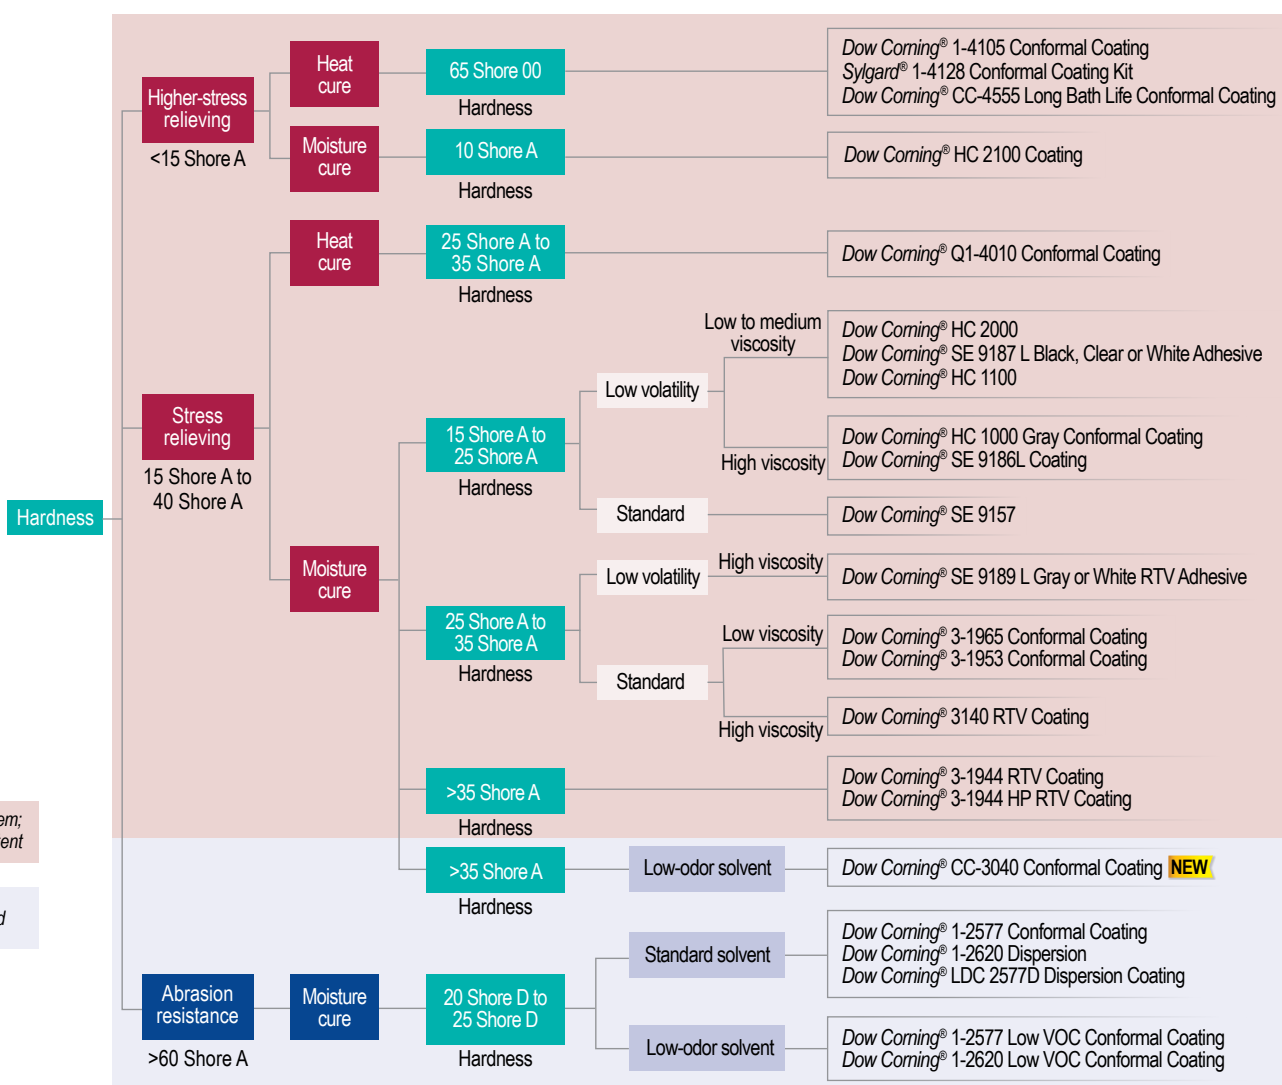 Heat
cure
65 Shore 00
Hardness
Dow Corning® 1-4105 Conformal Coating
Sylgard® 1-4128 Conformal Coating Kit
Dow Corning® CC-4555 Long Bath Life Conformal Coating
Higher-stress
relieving
<15 Shore A
Moisture
cure
10 Shore A
Hardness
Dow Corning® HC 2100 Coating
Heat
cure
25 Shore A to
35 Shore A
Hardness
Dow Corning® Q1-4010 Conformal Coating
Low to medium
viscosity
Dow Corning® HC 2000
Dow Corning® SE 9187 L Black, Clear or White Adhesive
Dow Corning® HC 1100
Low volatility
Stress
relieving
15 Shore A to
40 Shore A
15 Shore A to
25 Shore A
Hardness
High viscosity
Dow Corning® HC 1000 Gray Conformal Coating
Dow Corning® SE 9186L Coating
Standard
Dow Corning® SE 9157
Hardness
Moisture
cure
Low volatility
High viscosity
Dow Corning® SE 9189 L Gray or White RTV Adhesive
25 Shore A to
35 Shore A
Hardness
Low viscosity
Dow Corning® 3-1965 Conformal Coating
Dow Corning® 3-1953 Conformal Coating
Standard
High viscosity
Dow Corning® 3140 RTV Coating
>35 Shore A
Hardness
Dow Corning® 3-1944 RTV Coating
Dow Corning® 3-1944 HP RTV Coating
>35 Shore A
Hardness
Low-odor solvent
Dow Corning® CC-3040 Conformal Coating NEW
Standard solvent
Dow Corning® 1-2577 Conformal Coating
Dow Corning® 1-2620 Dispersion
Dow Corning® LDC 2577D Dispersion Coating
Abrasion
resistance
>60 Shore A
Moisture
cure
20 Shore D to
25 Shore D
Hardness
Low-odor solvent
Dow Corning® 1-2577 Low VOC Conformal Coating
Dow Corning® 1-2620 Low VOC Conformal Coating